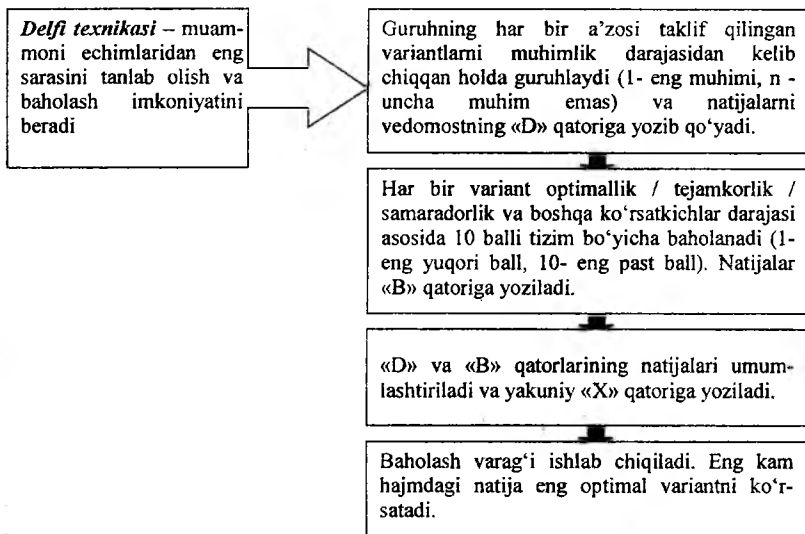 Delfi texnikasi – muam-
moni echimlaridan eng
sarasini tanlab olish va
baholash imkoniyatini
beradi
Guruhning har bir a’zosi taklif qilingan
variantlarni muhimlik darajasidan kelib
chiqqan holda guruhlaydi (1- eng muhimi, n -
uncha muhim emas) va natijalarni
vedomostning «D» qatoriga yozib qo‘yadi.
Har bir variant optimallik / tejamkorlik /
samaradorlik va boshqa ko‘rsatkichlar darajasi
asosida 10 balli tizim bo‘yicha baholanadi (1-
eng yuqori ball, 10- eng past ball). Natijalar
«B» qatoriga yoziladi.
«D» va «B» qatorlarining natijalari umum-
lashtiriladi va yakuniy «X» qatoriga yoziladi.
Baholash varag‘i ishlab chiqiladi. Eng kam
hajmdagi natija eng optimal variantni ko‘r-
satadi.